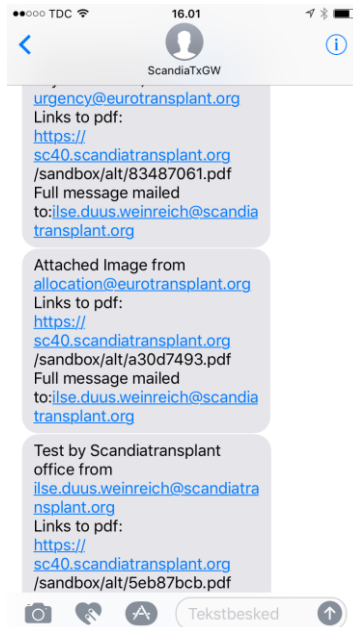 TDC
16.01
ScandiaTxGW
urgency@eurotransplant.org
Links to pdf:
https://
sc40.scandiatransplant.org
/sandbox/alt/83487061.pdf
Full message mailed
to:ilse.duus.weinreich@scandia
transplant.org
Attached Image from
allocation@eurotransplant.org
Links to pdf:
https://
sc40.scandiatransplant.org
/sandbox/alt/a30d7493.pdf
Full message mailed
to:ilse.duus.weinreich@scandia
transplant.org
Test by Scandiatransplant
office from
ilse.duus.weinreich@scandiatra
nsplant.org
Links to pdf:
https://
sc40.scandiatransplant.org
/sandbox/alt/5eb87bcb.pdf
Tekstbesked